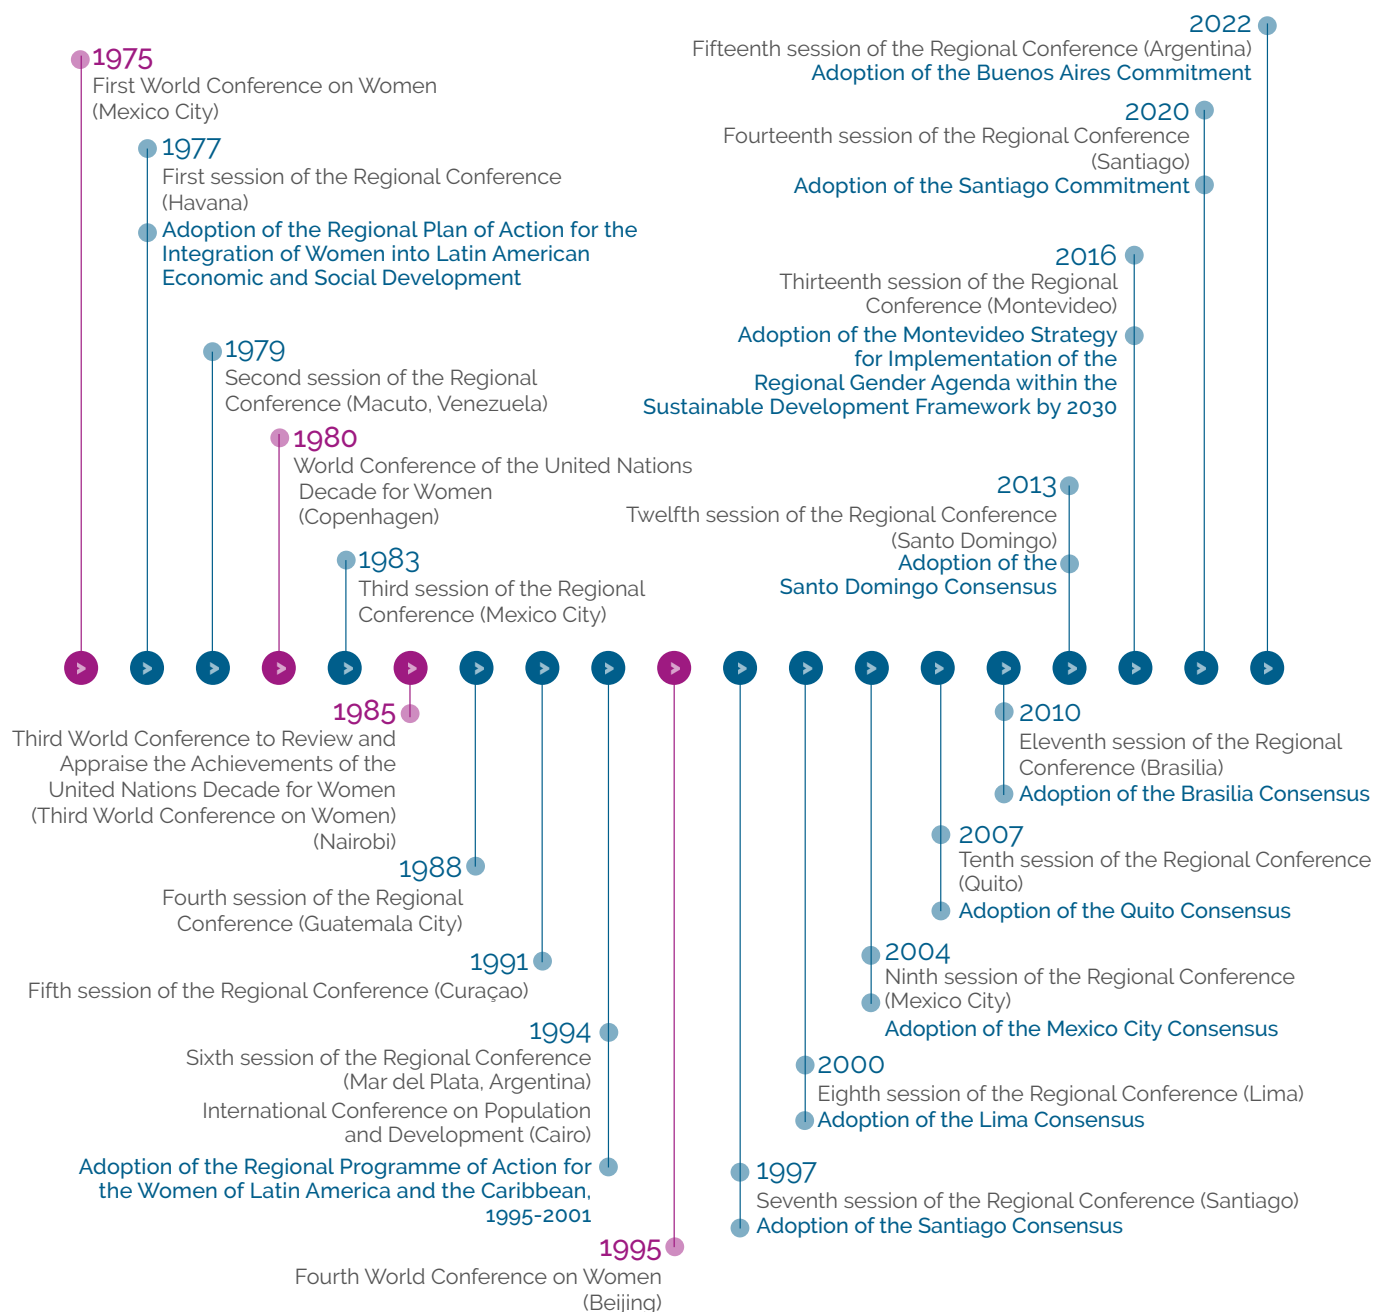 1975
First World Conference on Women
(Mexico City)
1977
First session of the Regional Conference
(Havana)
Adoption of the Regional Plan of Action for the
Integration of Women into Latin American
Economic and Social Development
1979
Second session of the Regional
Conference (Macuto, Venezuela)
1980
World Conference of the United Nations
Decade for Women
(Copenhagen)
1983
Third session of the Regional
Conference (Mexico City)
2022
Fifteenth session of the Regional Conference (Argentina)
Adoption of the Buenos Aires Commitment
2020
Fourteenth session of the Regional Conference
(Santiago)
Adoption of the Santiago Commitment
2016
Thirteenth session of the Regional
Conference (Montevideo)
Adoption of the Montevideo Strategy
for Implementation of the
Regional Gender Agenda within the
Sustainable Development Framework by 2030
2013
Twelfth session of the Regional Conference
(Santo Domingo)
Adoption of the
Santo Domingo Consensus
1985
Third World Conference to Review and
Appraise the Achievements of the
United Nations Decade for Women
(Third World Conference on Women)
(Nairobi)
1988
Fourth session of the Regional
Conference (Guatemala City)
1991
Fifth session of the Regional Conference (Curaçao)
1994
Sixth session of the Regional Conference
(Mar del Plata, Argentina)
International Conference on Population
and Development (Cairo)
Adoption of the Regional Programme of Action for
the Women of Latin America and the Caribbean,
1995-2001
1995
Fourth World Conference on Women
(Beijing)
2010
Eleventh session of the Regional
Conference (Brasilia)
Adoption of the Brasilia Consensus
2007
Tenth session of the Regional Conference
(Quito)
Adoption of the Quito Consensus
2004
Ninth session of the Regional Conference
(Mexico City)
Adoption of the Mexico City Consensus
2000
Eighth session of the Regional Conference (Lima)
Adoption of the Lima Consensus
1997
Seventh session of the Regional Conference (Santiago)
Adoption of the Santiago Consensus